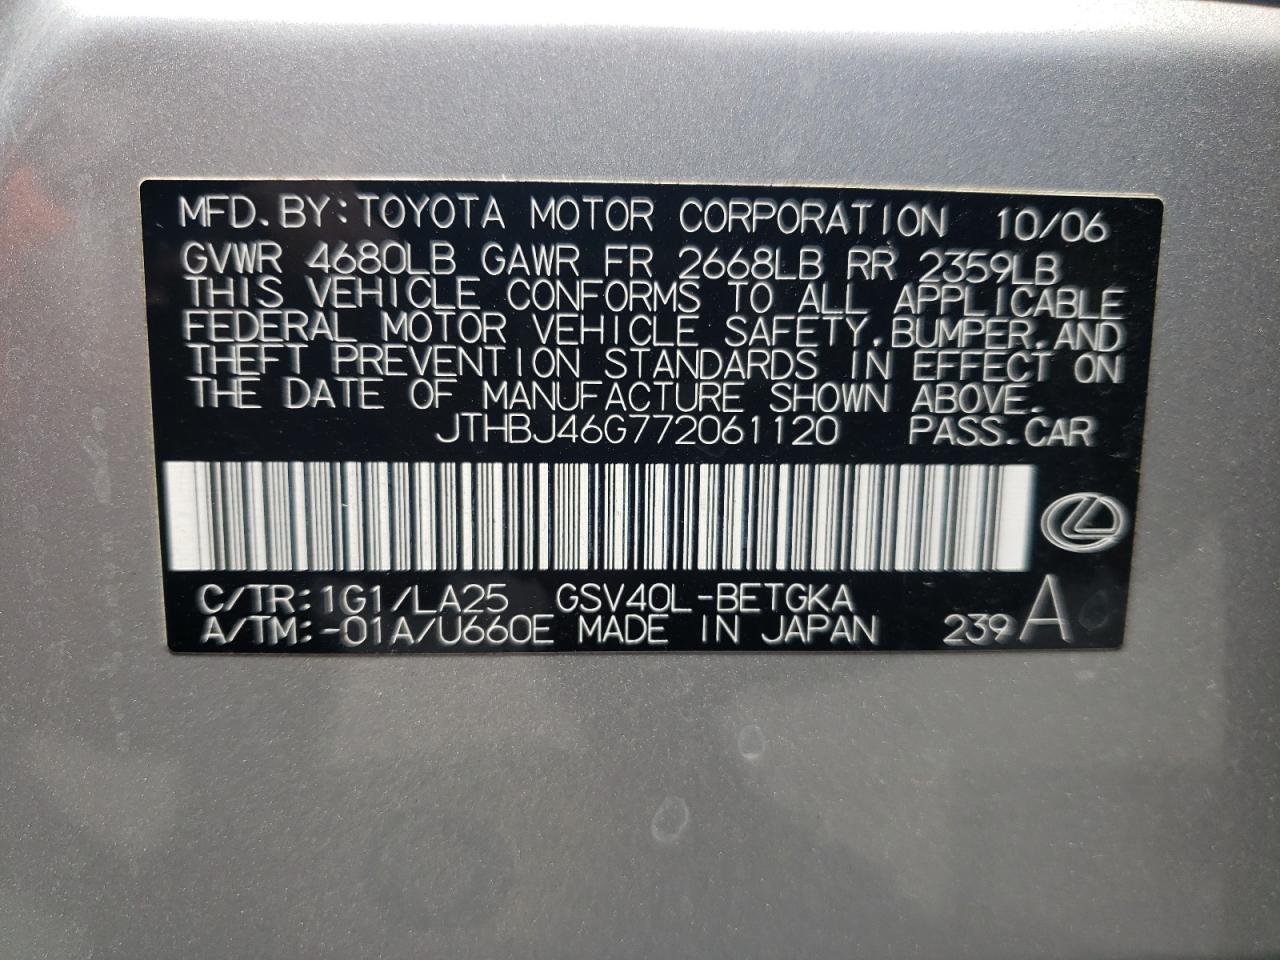 MFD. BY: TOYOTA MOTOR CORPORATION 10/06
GVWR 4680LB GAWR FR 2668LB RR 2359LB
THIS VEHICLE CONFORMS TO ALL APPLICABLE
FEDERAL MOTOR VEHICLE SAFETY, BUMPER, AND
THEFT PREVENTION STANDARDS IN EFFECT ON
THE DATE OF MANUFACTURE SHOWN ABOVE.
JTHBJ46G772061120 PASS. CAR
C/TR: 1G1/LA25 GSV40L-BETGKA
A/TM: -01A/U660E MADE IN JAPAN 239 A